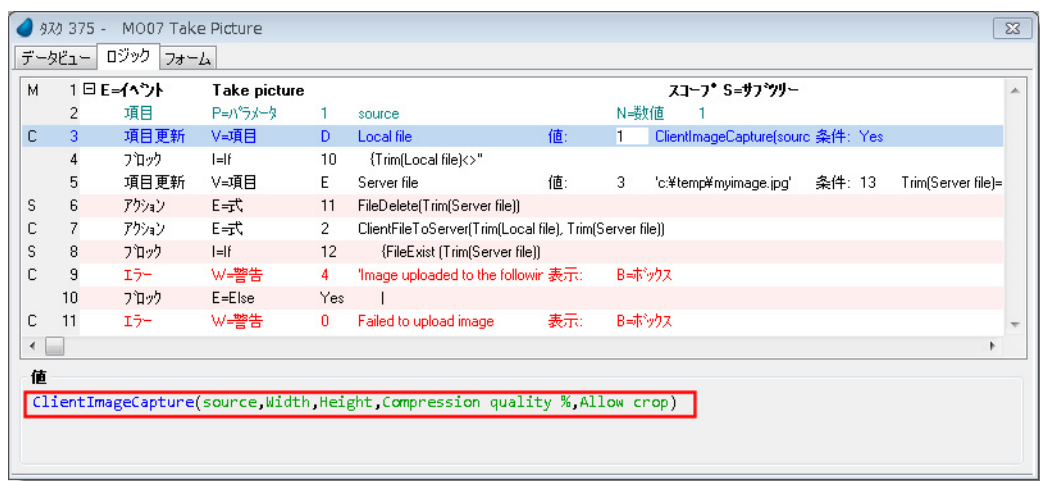 タスク 375 - MO07 Take Picture
データビュー ロジック フォーム
M 1 E=イベント Take picture スコープ S=サブツリー
2 項目 P=パラメータ 1 source N=数値 1
C 3 項目更新 V=項目 D Local file 値: 1 ClientImageCapture(sourc 条件: Yes
4 ブロック I=If 10 {Trim(Local file)<>''
5 項目更新 V=項目 E Server file 値: 3 'c:¥temp¥myimage.jpg' 条件: 13 Trim(Server file)=
S 6 アクション E=式 11 FileDelete(Trim(Server file))
C 7 アクション E=式 2 ClientFileToServer(Trim(Local file), Trim(Server file))
S 8 ブロック I=If 12 {FileExist (Trim(Server file))
C 9 エラー W=警告 4 'Image uploaded to the followin 表示: B=ボックス
10 ブロック E=Else Yes |
C 11 エラー W=警告 0 Failed to upload image 表示: B=ボックス
値
ClientImageCapture(source,Width,Height,Compression quality %,Allow crop)